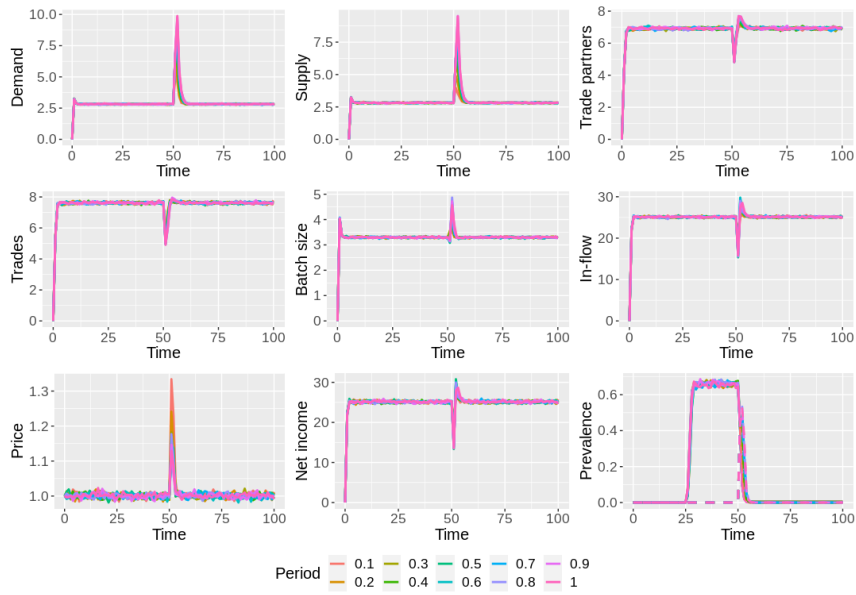 Demand
10.0
7.5
5.0
2.5
0.0
0 25 50 75 100
Time
Supply
7.5
5.0
2.5
0.0
0 25 50 75 100
Time
Trade partners
8
6
4
2
0
0 25 50 75 100
Time
Trades
8
6
4
2
0
0 25 50 75 100
Time
Batch size
5
4
3
2
1
0
0 25 50 75 100
Time
In-flow
30
20
10
0
0 25 50 75 100
Time
Price
1.3
1.2
1.1
1.0
0 25 50 75 100
Time
Net income
30
20
10
0
0 25 50 75 100
Time
Prevalence
0.6
0.4
0.2
0.0
0 25 50 75 100
Time
Period 0.1 0.3 0.5 0.7 0.9
0.2 0.4 0.6 0.8 1